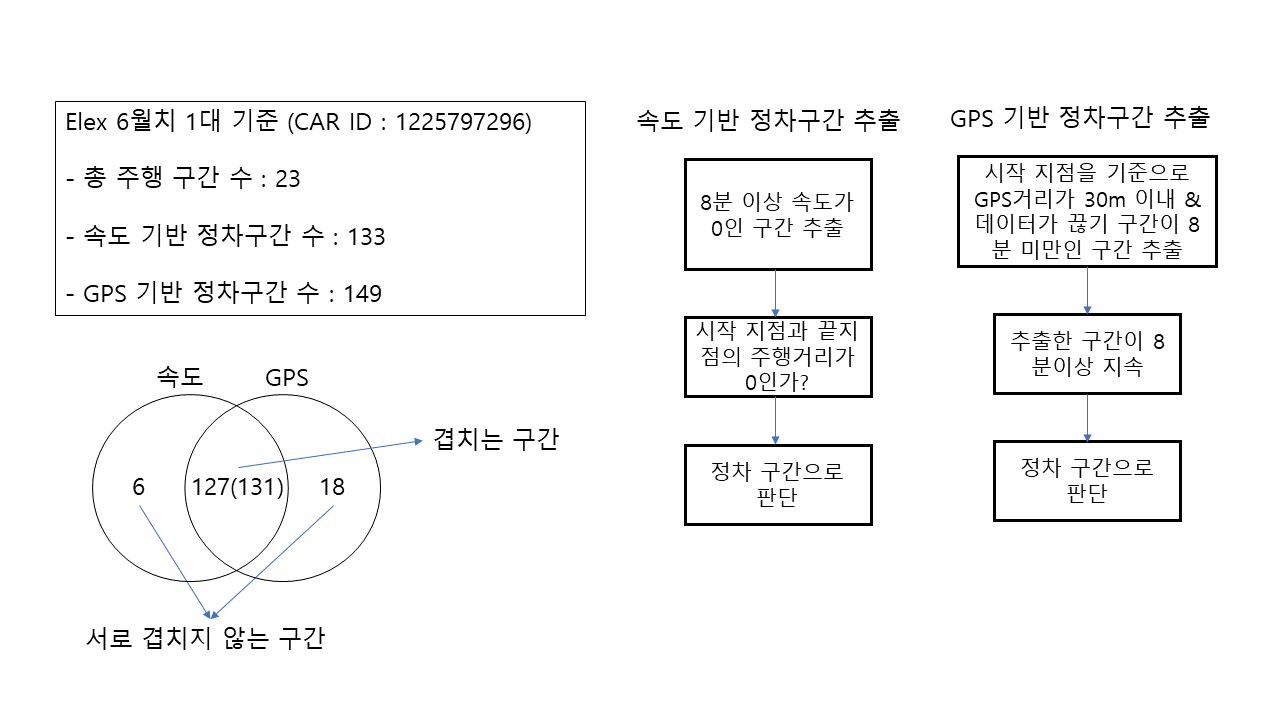 Elex 6월치 1대 기준 (CAR ID : 1225797296)
- 총 주행 구간 수 : 23
- 속도 기반 정차구간 수 : 133
- GPS 기반 정차구간 수 : 149
속도
GPS
겹치는 구간
6
127(131)
18
서로 겹치지 않는 구간
속도 기반 정차구간 추출
8분 이상 속도가
0인 구간 추출
시작 지점과 끝지
점의 주행거리가
0인가?
정차 구간으로
판단
GPS 기반 정차구간 추출
시작 지점을 기준으로
GPS거리가 30m 이내 &
데이터가 끊기 구간이 8
분 미만인 구간 추출
추출한 구간이 8
분이상 지속
정차 구간으로
판단